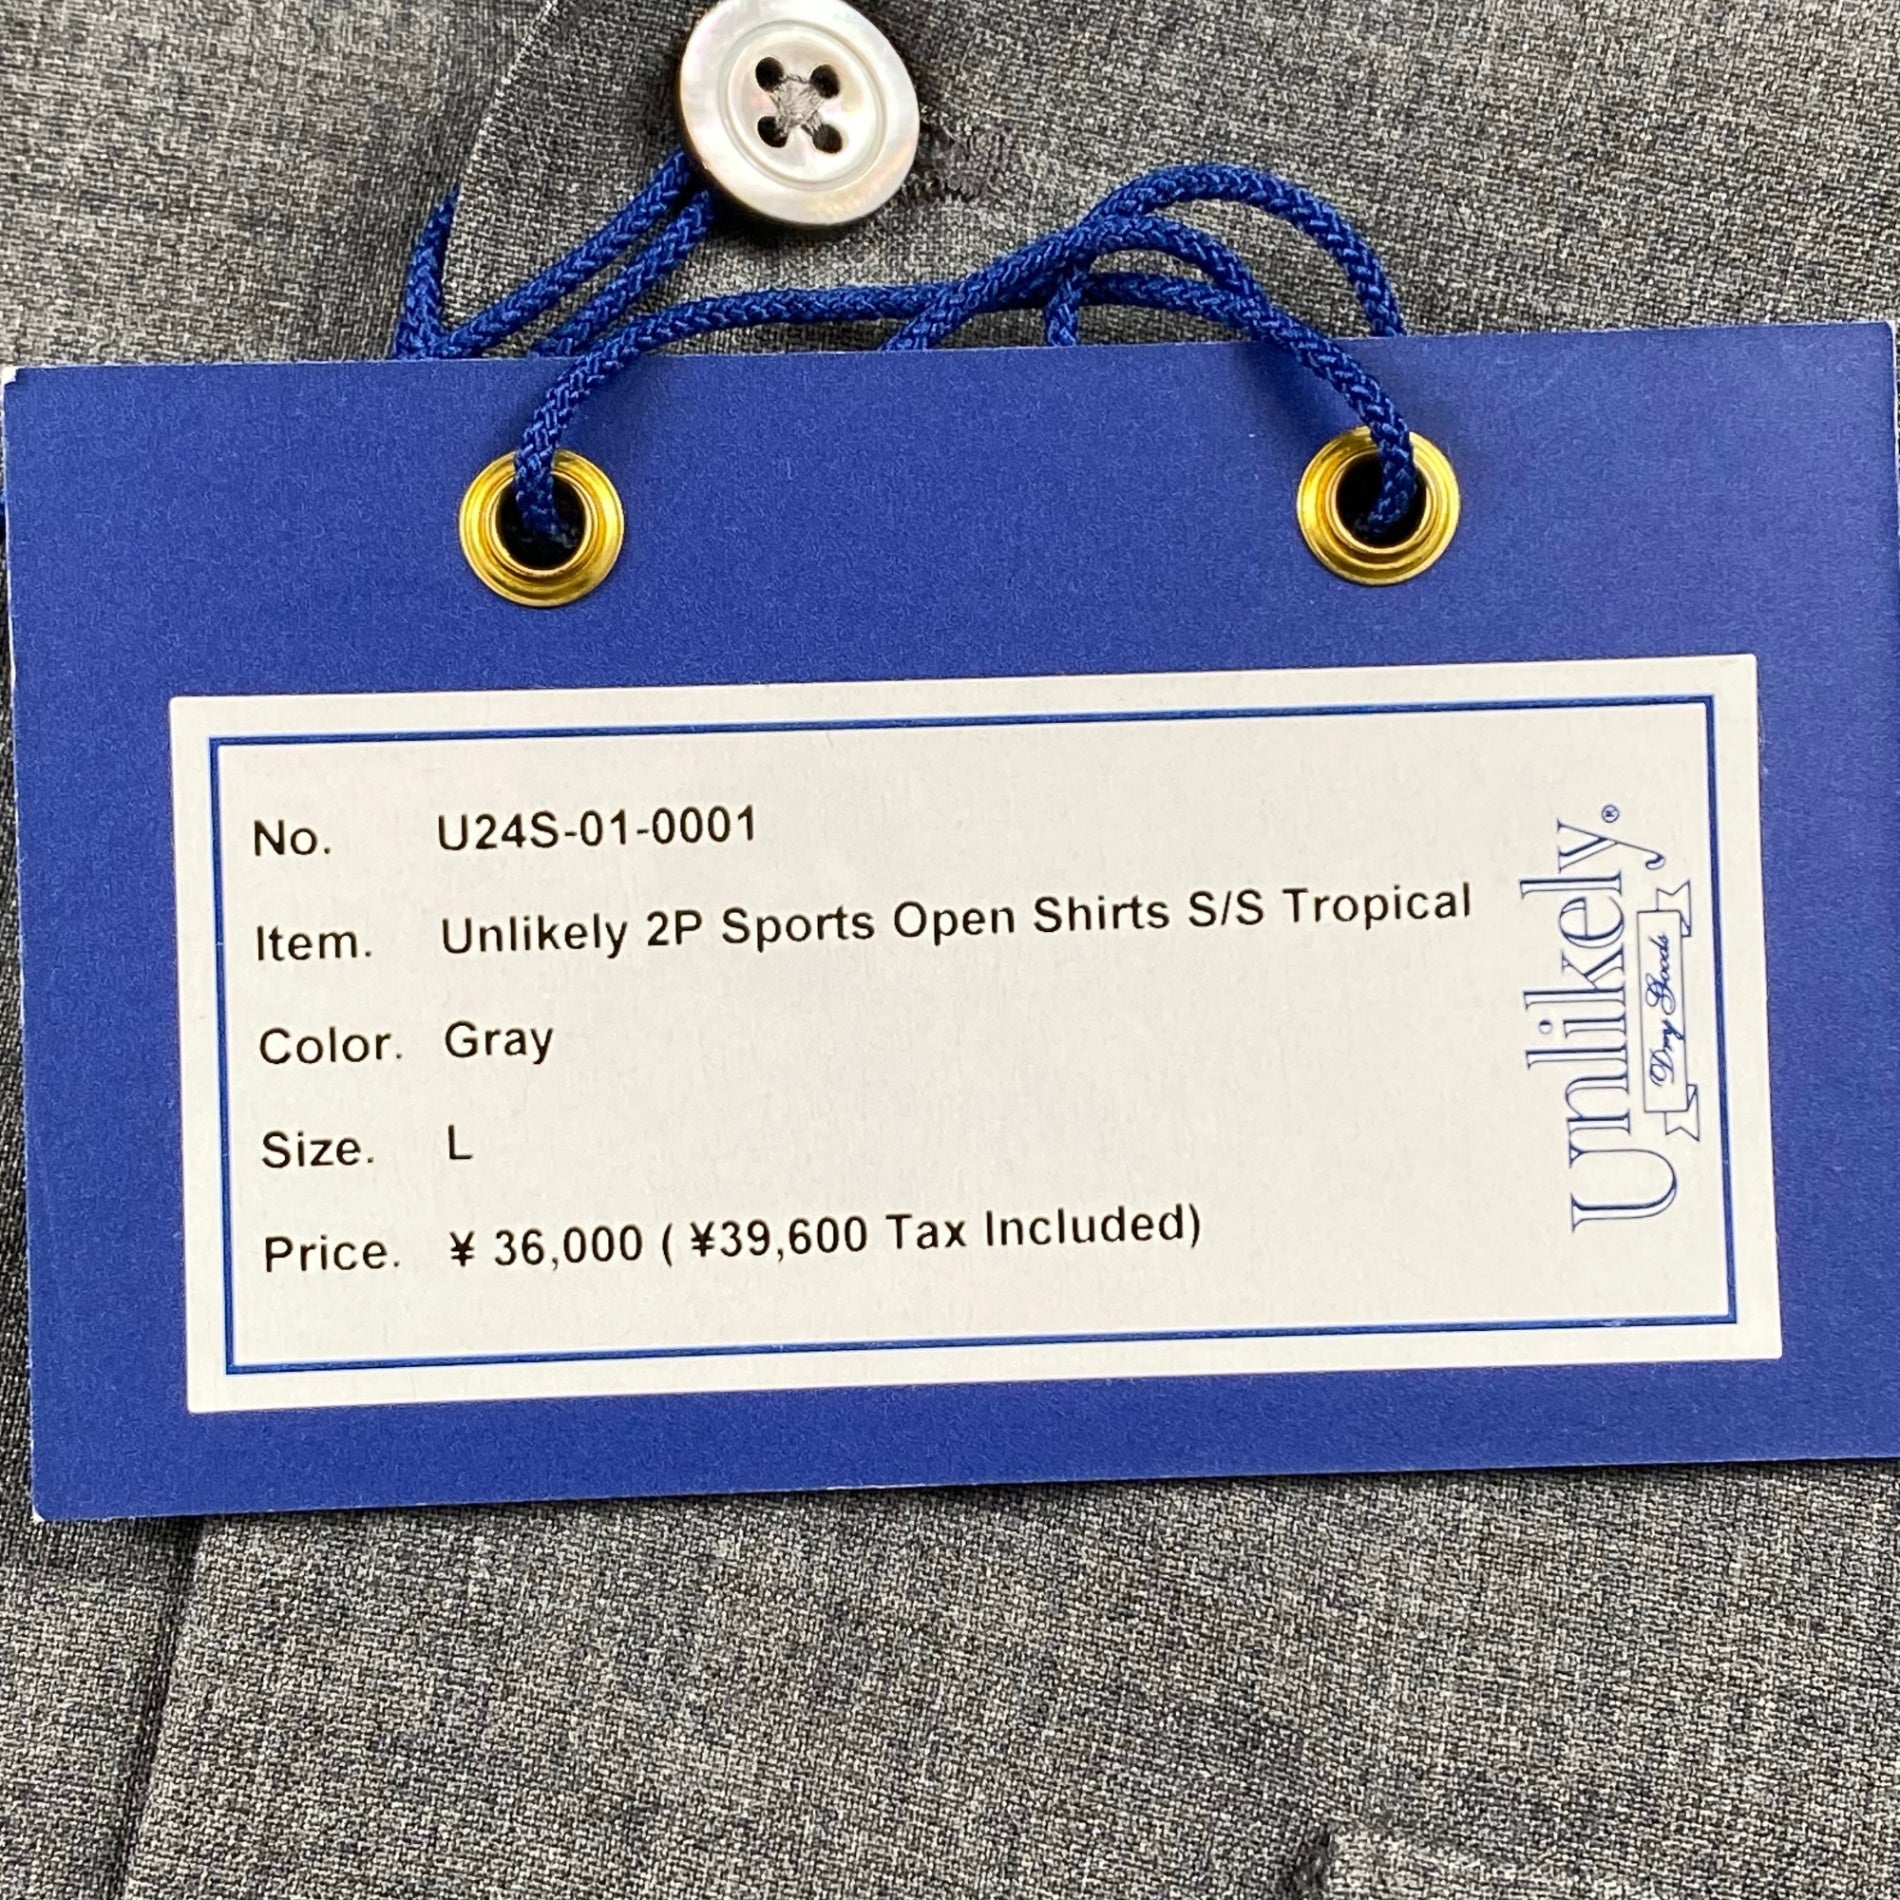 No. U24S-01-0001
Item. Unlikely 2P Sports Open Shirts S/S Tropical
Color. Gray
Size. L
Price. ¥ 36,000 ( ¥39,600 Tax Included)
Unlikely®
Dry Goods